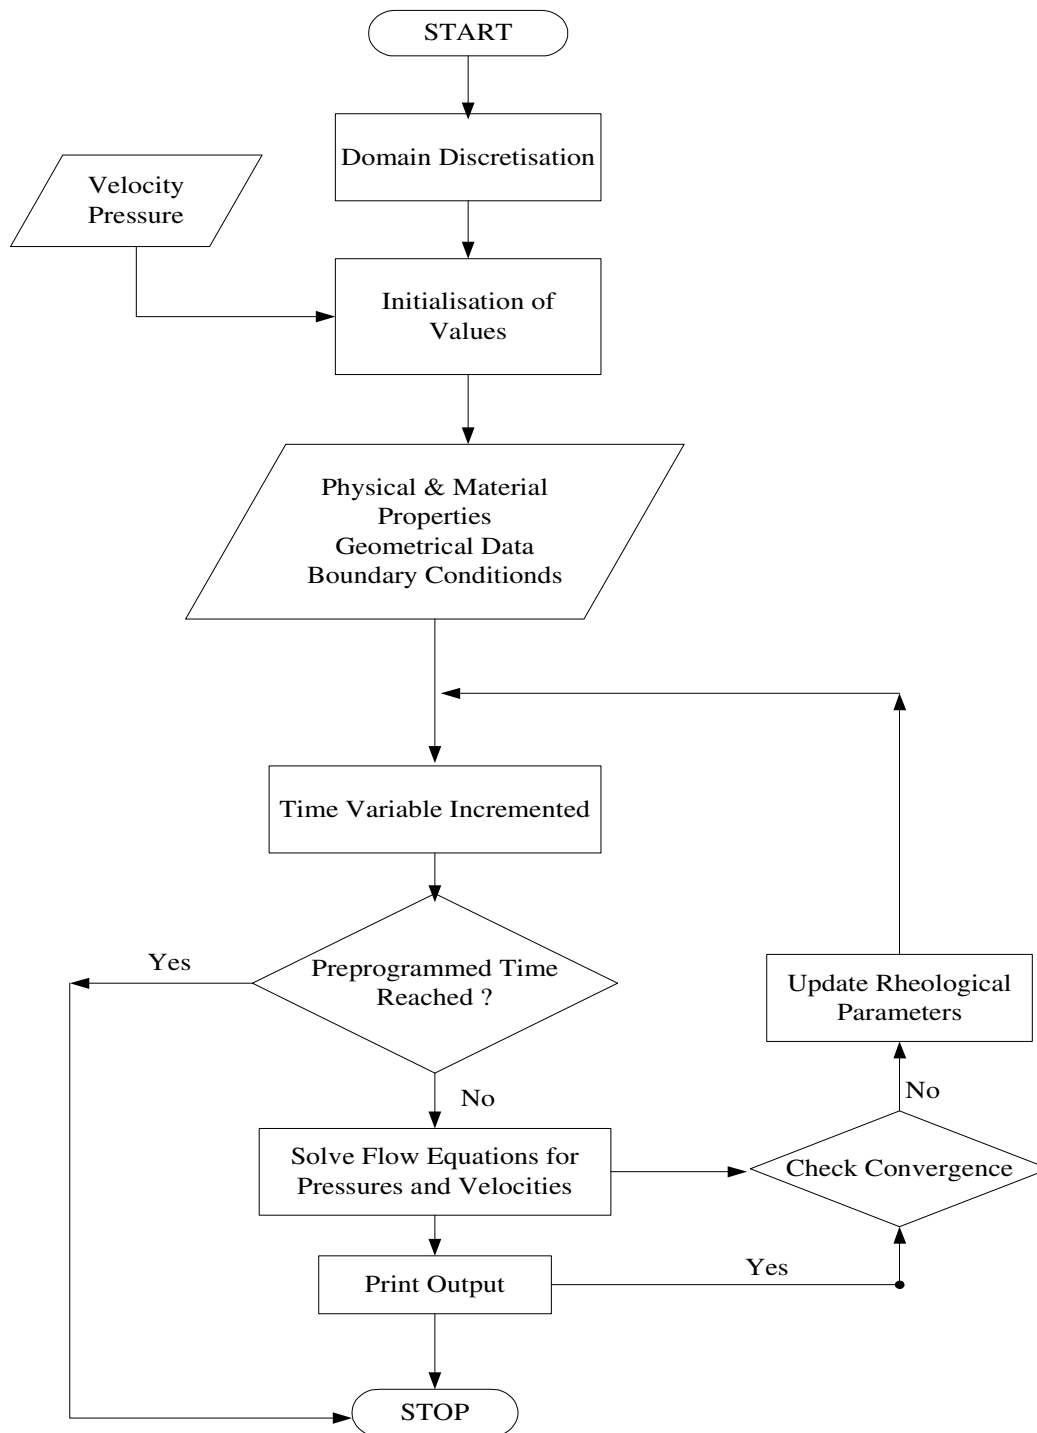 START
Domain Discretisation
Velocity
Pressure
Initialisation of
Values
Physical & Material
Properties
Geometrical Data
Boundary Conditionds
Time Variable Incremented
Yes
Preprogrammed Time
Reached ?
Update Rheological
Parameters
No
No
Solve Flow Equations for
Pressures and Velocities
Check Convergence
Print Output
Yes
STOP